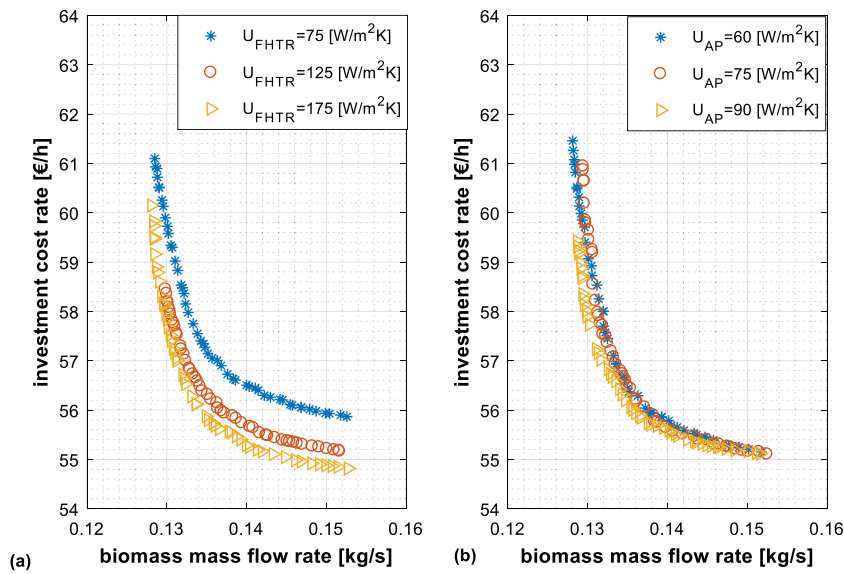 64
63
62
61
60
59
58
57
56
55
54
0.12
0.13
0.14
0.15
0.16
investment cost rate [€/h]
biomass mass flow rate [kg/s]
(a)
U_FHTR=75 [W/m²K]
U_FHTR=125 [W/m²K]
U_FHTR=175 [W/m²K]
64
63
62
61
60
59
58
57
56
55
54
0.12
0.13
0.14
0.15
0.16
investment cost rate [€/h]
biomass mass flow rate [kg/s]
(b)
U_AP=60 [W/m²K]
U_AP=75 [W/m²K]
U_AP=90 [W/m²K]